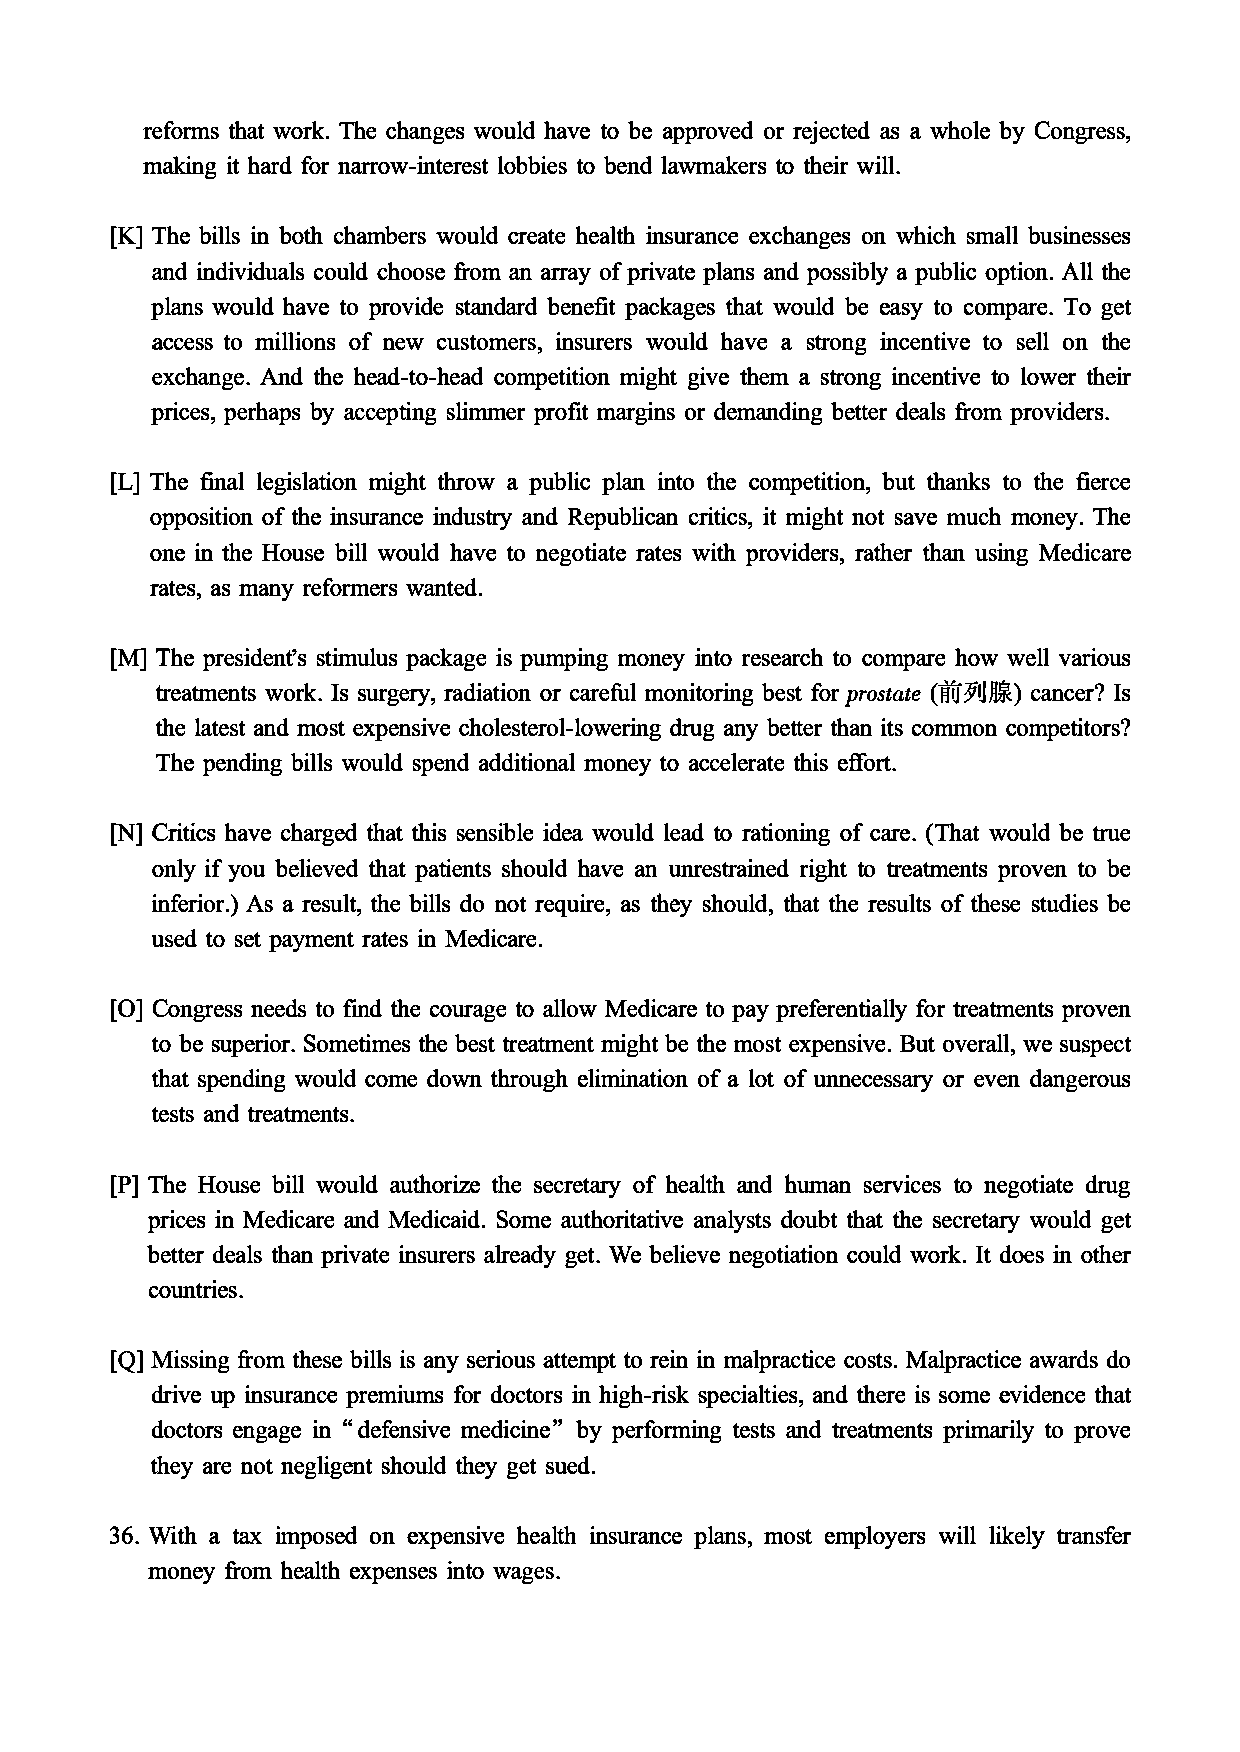 reforms that work. The changes would have to be approved or rejected as a whole by Congress,
making it hard for narrow-interest lobbies to bend lawmakers to their will.
[K] The bills in both chambers would create health insurance exchanges on which small businesses
and individuals could choose from an array of private plans and possibly a public option. All the
plans would have to provide standard benefit packages that would be easy to compare. To get
access to millions of new customers, insurers would have a strong incentive to sell on the
exchange. And the head-to-head competition might give them a strong incentive to lower their
prices, perhaps by accepting slimmer profit margins or demanding better deals from providers.
[L] The final legislation might throw a public plan into the competition, but thanks to the fierce
opposition of the insurance industry and Republican critics, it might not save much money. The
one in the House bill would have to negotiate rates with providers, rather than using Medicare
rates, as many reformers wanted.
[M] The president's stimulus package is pumping money into research to compare how well various
treatments work. Is surgery, radiation or careful monitoring best for prostate (前列腺) cancer? Is
the latest and most expensive cholesterol-lowering drug any better than its common competitors?
The pending bills would spend additional money to accelerate this effort.
[N] Critics have charged that this sensible idea would lead to rationing of care. (That would be true
only if you believed that patients should have an unrestrained right to treatments proven to be
inferior.) As a result, the bills do not require, as they should, that the results of these studies be
used to set payment rates in Medicare.
[O] Congress needs to find the courage to allow Medicare to pay preferentially for treatments proven
to be superior. Sometimes the best treatment might be the most expensive. But overall, we suspect
that spending would come down through elimination of a lot of unnecessary or even dangerous
tests and treatments.
[P] The House bill would authorize the secretary of health and human services to negotiate drug
prices in Medicare and Medicaid. Some authoritative analysts doubt that the secretary would get
better deals than private insurers already get. We believe negotiation could work. It does in other
countries.
[Q] Missing from these bills is any serious attempt to rein in malpractice costs. Malpractice awards do
drive up insurance premiums for doctors in high-risk specialties, and there is some evidence that
doctors engage in “defensive medicine” by performing tests and treatments primarily to prove
they are not negligent should they get sued.
36. With a tax imposed on expensive health insurance plans, most employers will likely transfer
money from health expenses into wages.